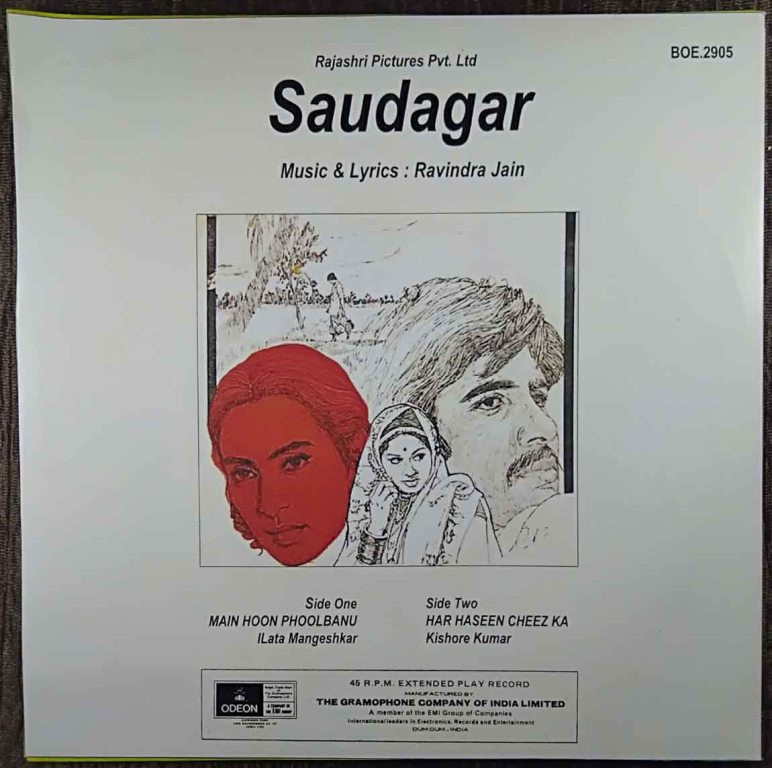 BOE.2905
Rajashri Pictures Pvt. Ltd
Saudagar
Music & Lyrics : Ravindra Jain
Side One
MAIN HOON PHOOLBANU
lLata Mangeshkar
Side Two
HAR HASEEN CHEEZ KA
Kishore Kumar
ODEON
45 R.P.M. EXTENDED PLAY RECORD
MANUFACTURED BY
THE GRAMOPHONE COMPANY OF INDIA LIMITED
A member of the EMI Group of Companies
International leaders in Electronics, Records and Entertainment
DUM DUM, INDIA